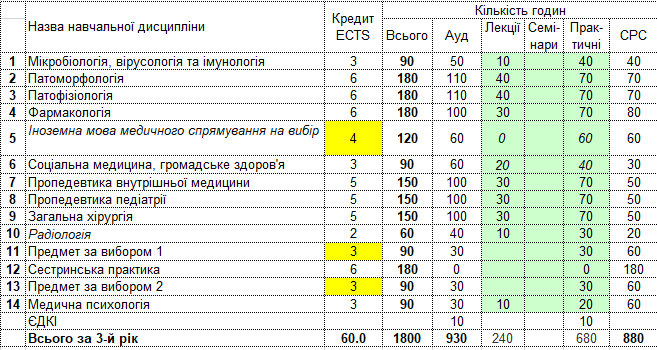 Назва навчальної дисципліни Кредит ECTS Кількість годин
Всього Ауд Лекції Семі-нари Прак-тичні СРС
1 Мікробіологія, вірусологія та імунологія 3 90 50 10 40 40
2 Патоморфологія 6 180 110 40 70 70
3 Патофізіологія 6 180 110 40 70 70
4 Фармакологія 6 180 100 30 70 80
5 Іноземна мова медичного спрямування на вибір 4 120 60 0 60 60
6 Соціальна медицина, громадське здоров'я 3 90 60 20 40 30
7 Пропедевтика внутрішньої медицини 5 150 100 30 70 50
8 Пропедевтика педіатрії 5 150 100 30 70 50
9 Загальна хірургія 5 150 100 30 70 50
10 Радіологія 2 60 40 10 30 20
11 Предмет за вибором 1 3 90 30 30 60
12 Сестринська практика 6 180 0 0 180
13 Предмет за вибором 2 3 90 30 30 60
14 Медична психологія 3 90 30 10 20 60
ЄДКІ 10 10
Всього за 3-й рік 60.0 1800 930 240 680 880